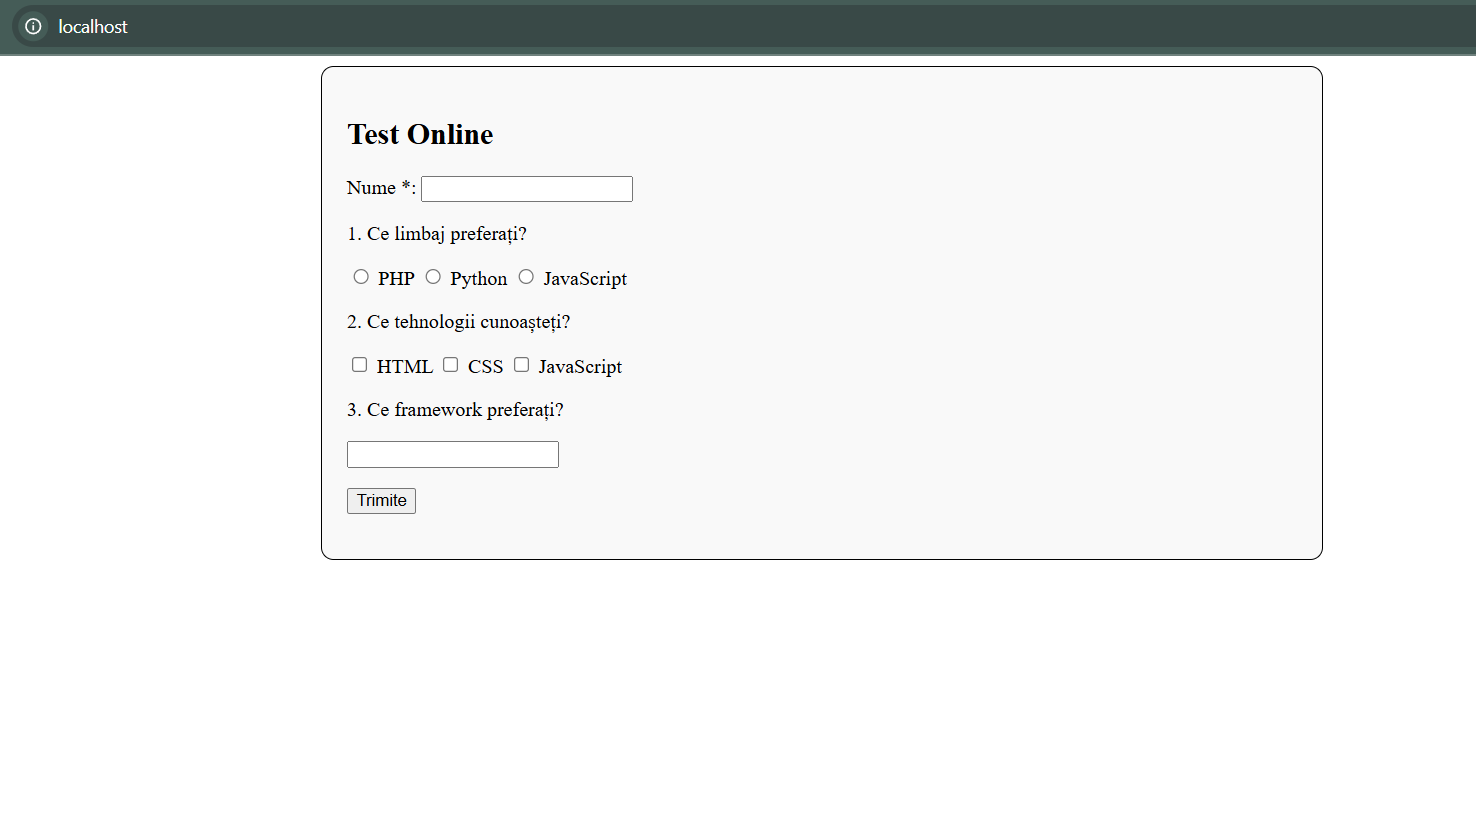 localhost
Test Online
Nume *:
1. Ce limbaj preferați?
PHP Python JavaScript
2. Ce tehnologii cunoașteți?
HTML CSS JavaScript
3. Ce framework preferați?
Trimite